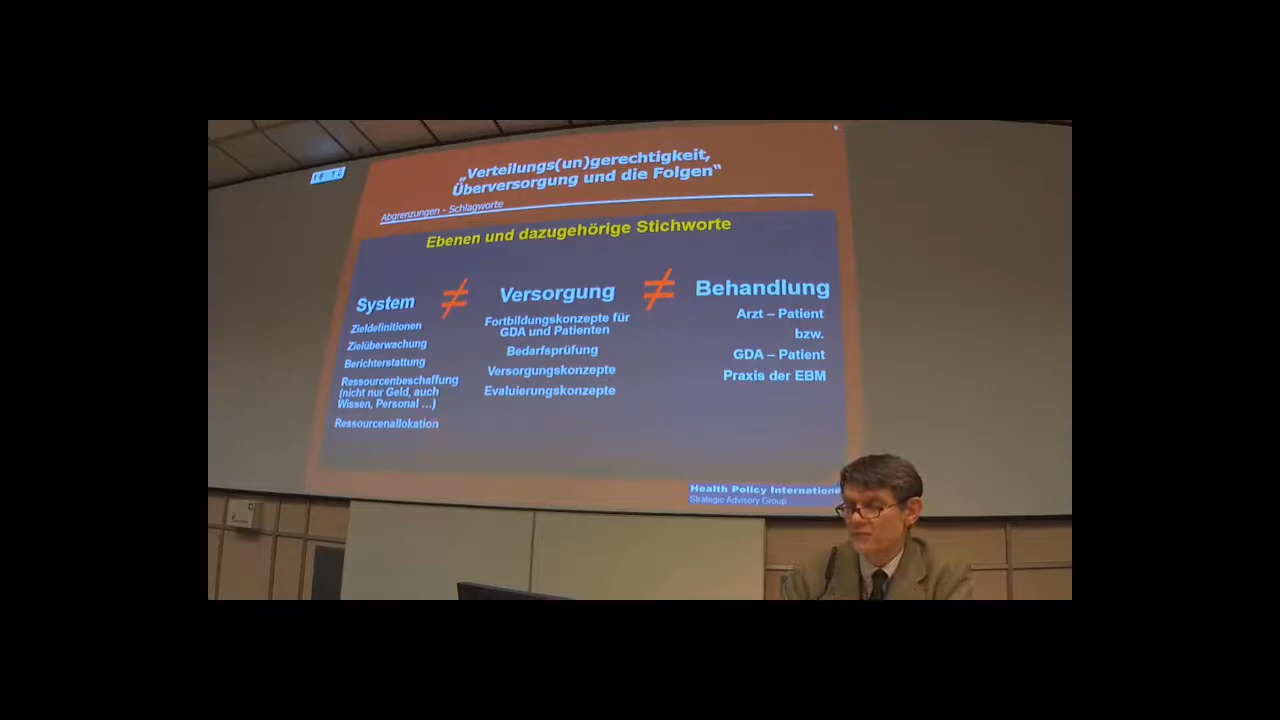 9
„Verteilungs(un)gerechtigkeit,
Überversorgung und die Folgen“
Abgrenzungen - Schlagworte
Ebenen und dazugehörige Stichworte
System ≠ Versorgung ≠ Behandlung
Zieldefinitionen
Zielüberwachung
Berichterstattung
Ressourcenbeschaffung
(nicht nur Geld, auch
Wissen, Personal ...)
Ressourcenallokation
Fortbildungskonzepte für
GDA und Patienten
Bedarfsprüfung
Versorgungskonzepte
Evaluierungskonzepte
Arzt – Patient
bzw.
GDA – Patient
Praxis der EBM
Health Policy International
Strategic Advisory Group